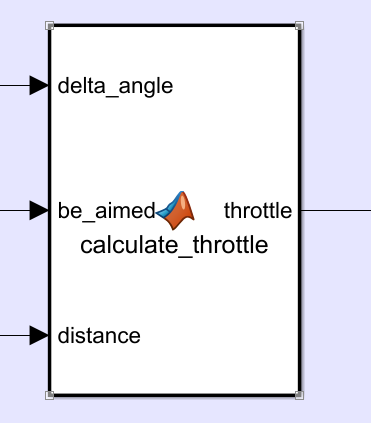 delta_angle
be_aimed throttle
calculate_throttle
distance